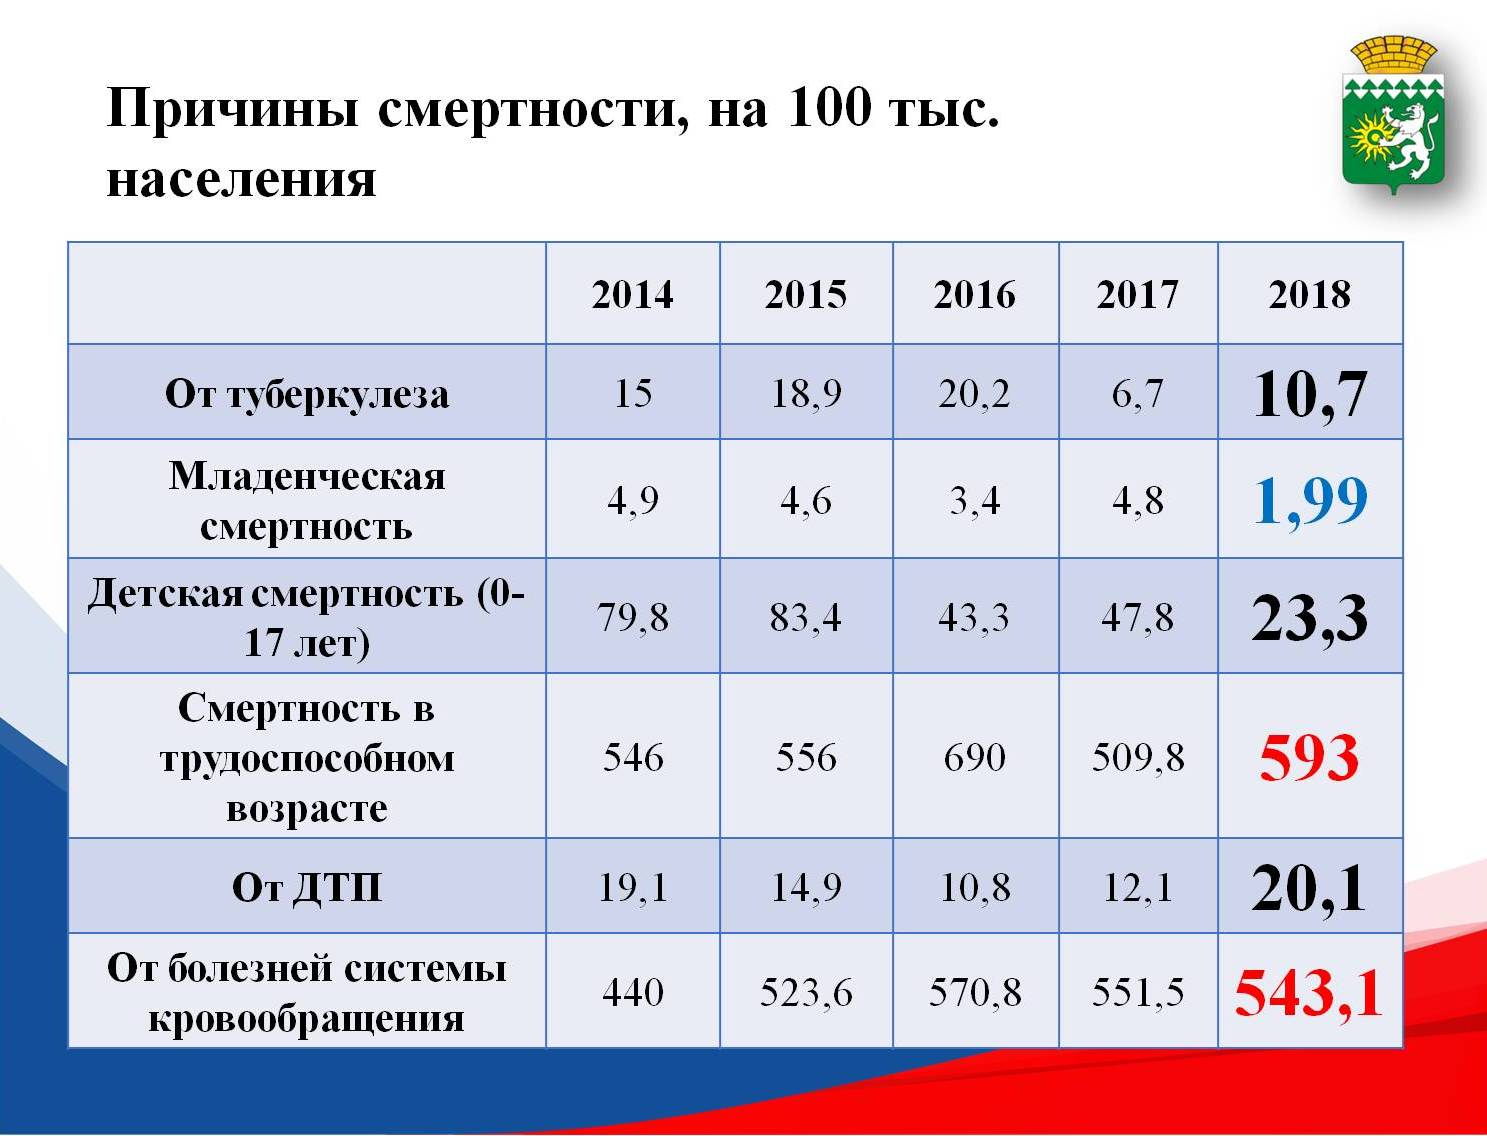 Причины смертности, на 100 тыс.
населения
2014 2015 2016 2017 2018
От туберкулеза 15 18,9 20,2 6,7 10,7
Младенческая
смертность 4,9 4,6 3,4 4,8 1,99
Детская смертность (0-
17 лет) 79,8 83,4 43,3 47,8 23,3
Смертность в
трудоспособном
возрасте 546 556 690 509,8 593
От ДТП 19,1 14,9 10,8 12,1 20,1
От болезней системы
кровообращения 440 523,6 570,8 551,5 543,1